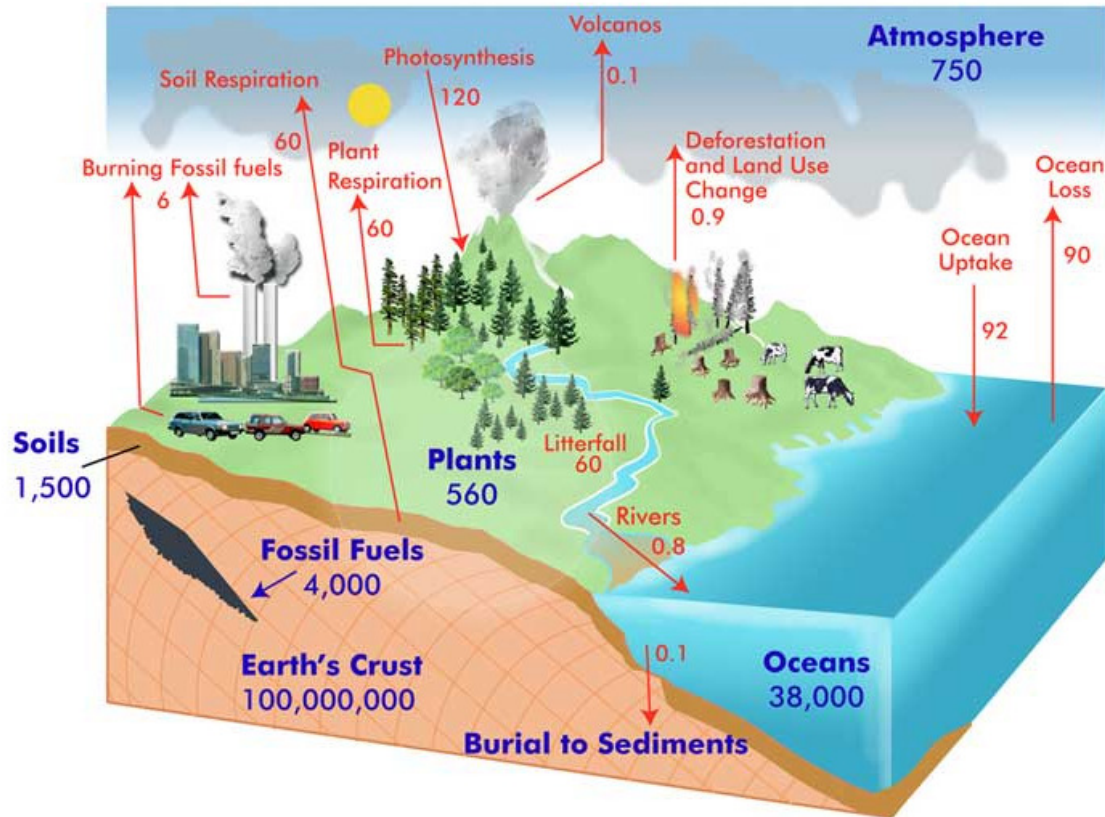 Volcanos
0.1
Atmosphere
750
Photosynthesis
120
Soil Respiration
60
Plant
Respiration
60
Burning Fossil fuels
6
Deforestation
and Land Use
Change
0.9
Ocean
Loss
90
Ocean
Uptake
92
Soils
1,500
Plants
560
Litterfall
60
Rivers
0.8
Fossil Fuels
4,000
Earth's Crust
100,000,000
0.1
Burial to Sediments
Oceans
38,000